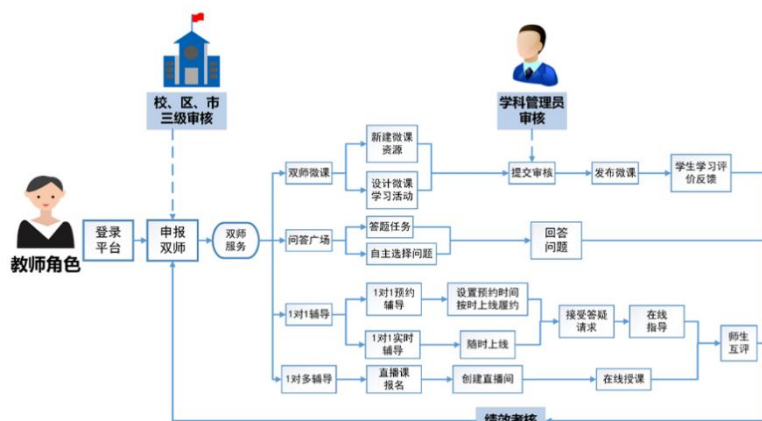 校、区、市
三级审核
学科管理员
审核
教师角色
登录
平台
申报
双师
双师
服务
双师微课
新建微课
资源
设计微课
学习活动
提交审核
发布微课
学生学习评
价反馈
问答广场
答题任务
自主选择问题
回答
问题
1对1辅导
1对1预约
辅导
设置预约时间
按时上线履约
1对1实时
辅导
随时上线
接受答疑
请求
在线
指导
师生
互评
1对多辅导
直播课
报名
创建直播间
在线授课
绩效考核